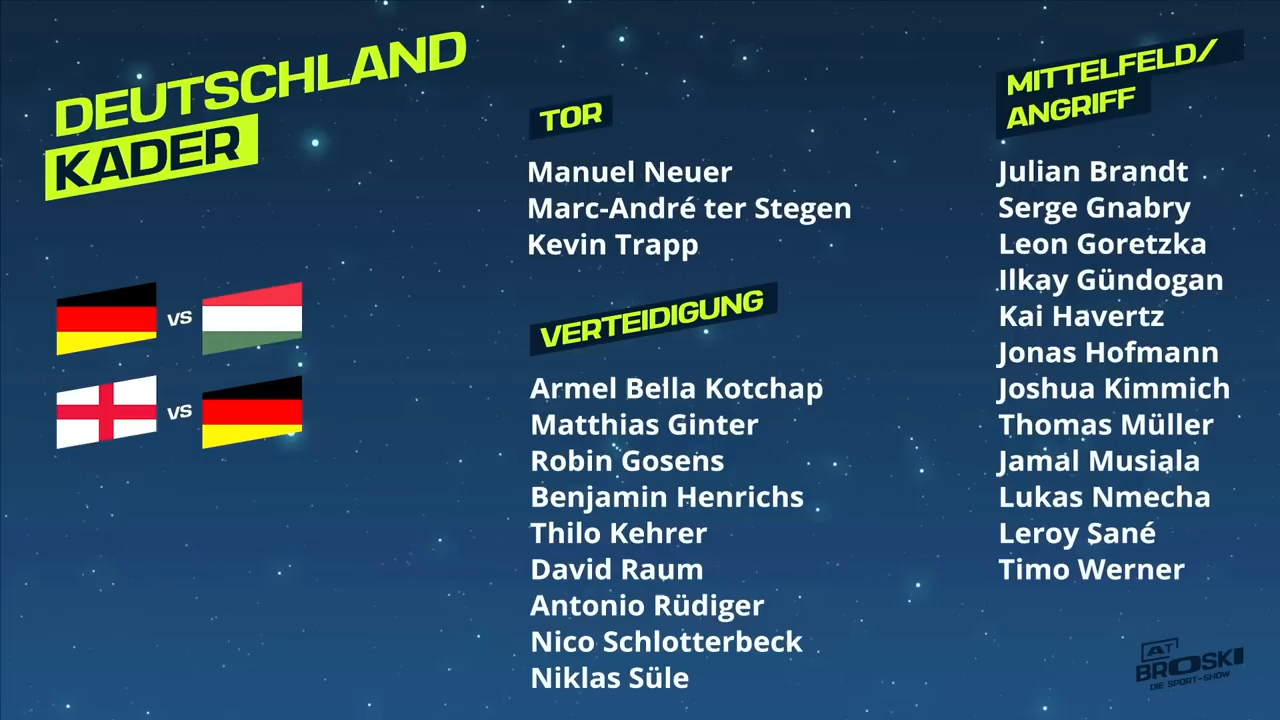 DEUTSCHLAND
KADER
VS
VS
TOR
Manuel Neuer
Marc-André ter Stegen
Kevin Trapp
VERTEIDIGUNG
Armel Bella Kotchap
Matthias Ginter
Robin Gosens
Benjamin Henrichs
Thilo Kehrer
David Raum
Antonio Rüdiger
Nico Schlotterbeck
Niklas Süle
MITTELFELD/
ANGRIFF
Julian Brandt
Serge Gnabry
Leon Goretzka
Ilkay Gündogan
Kai Havertz
Jonas Hofmann
Joshua Kimmich
Thomas Müller
Jamal Musiala
Lukas Nmecha
Leroy Sané
Timo Werner
AT
BROSKI
DIE SPORT-SHOW